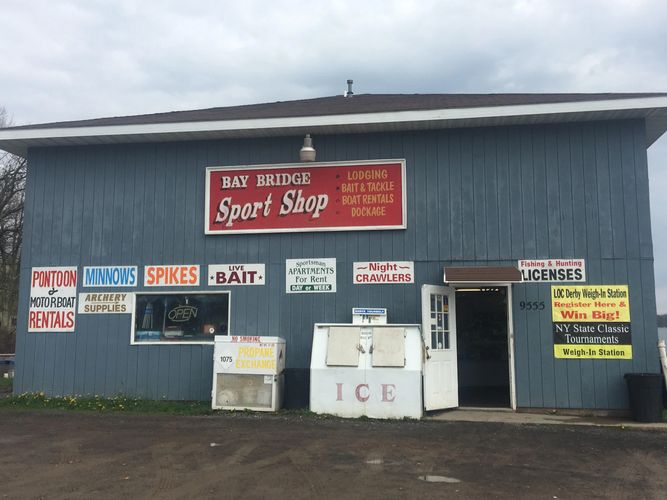 BAY BRIDGE
Sport Shop
LODGING
BAIT & TACKLE
BOAT RENTALS
DOCKAGE
PONTOON
&
MOTORBOAT
RENTALS
MINNOWS
SPIKES
LIVE
BAIT
ARCHERY
SUPPLIES
OPEN
Sportsman
APARTMENTS
For Rent
DAY or WEEK
Night
CRAWLERS
Fishing & Hunting
LICENSES
9555
LOC Derby Weigh-IN Station
Register Here &
Win Big!
NY State Classic
Tournaments
Weigh-in Station
NO SMOKING
1075
PROPANE
EXCHANGE
ICE